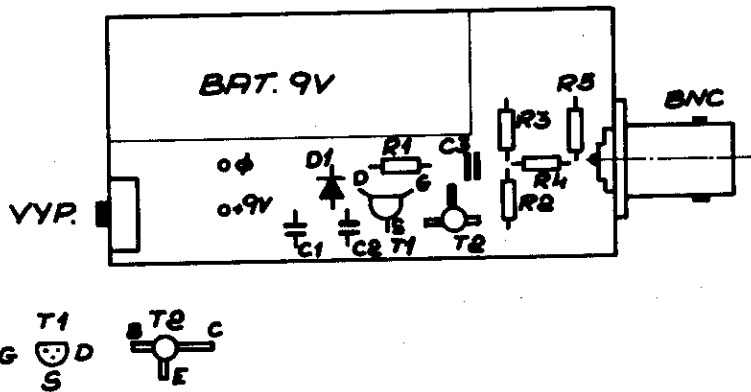 BAT. 9V
R5
BNC
R3
C3
R1
D1
R4
D
G
R2
o ϕ
o+9V
VYP.
S
C1
C2
T1
T2
T1
G
D
S
T2
B
C
E